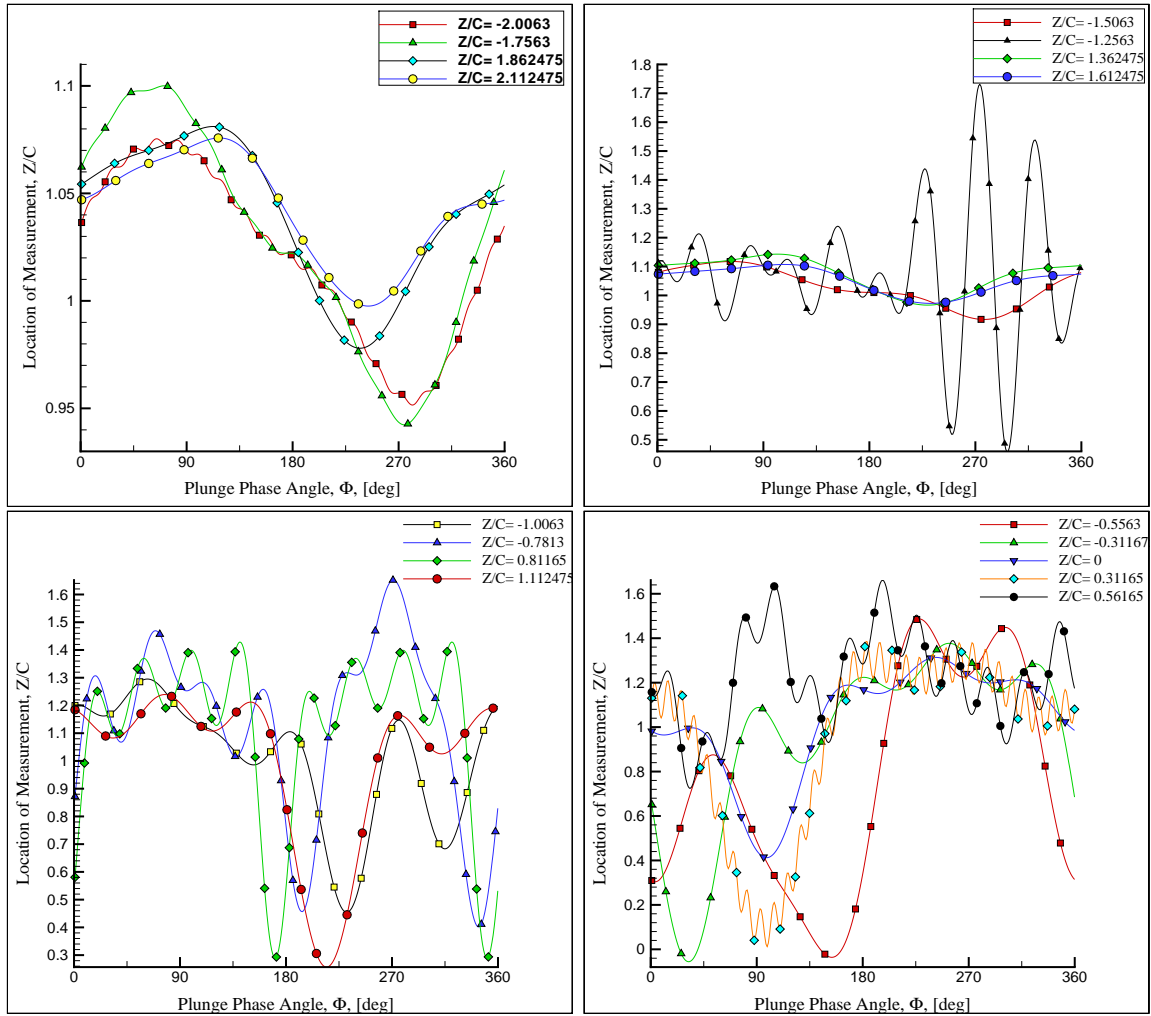 Z/C= -2.0063
Z/C= -1.7563
Z/C= 1.862475
Z/C= 2.112475
1.1
1.05
1
0.95
Location of Measurement, Z/C
0 90 180 270 360
Plunge Phase Angle, Φ, [deg]
Z/C= -1.5063
Z/C= -1.2563
Z/C= 1.362475
Z/C= 1.612475
1.8
1.7
1.6
1.5
1.4
1.3
1.2
1.1
1
0.9
0.8
0.7
0.6
0.5
Location of Measurement, Z/C
0 90 180 270 360
Plunge Phase Angle, Φ, [deg]
Z/C= -1.0063
Z/C= -0.7813
Z/C= 0.81165
Z/C= 1.112475
1.6
1.5
1.4
1.3
1.2
1.1
1
0.9
0.8
0.7
0.6
0.5
0.4
0.3
Location of Measurement, Z/C
0 90 180 270 360
Plunge Phase Angle, Φ, [deg]
Z/C= -0.5563
Z/C= -0.31167
Z/C= 0
Z/C= 0.31165
Z/C= 0.56165
1.6
1.4
1.2
1
0.8
0.6
0.4
0.2
0
Location of Measurement, Z/C
0 90 180 270 360
Plunge Phase Angle, Φ, [deg]